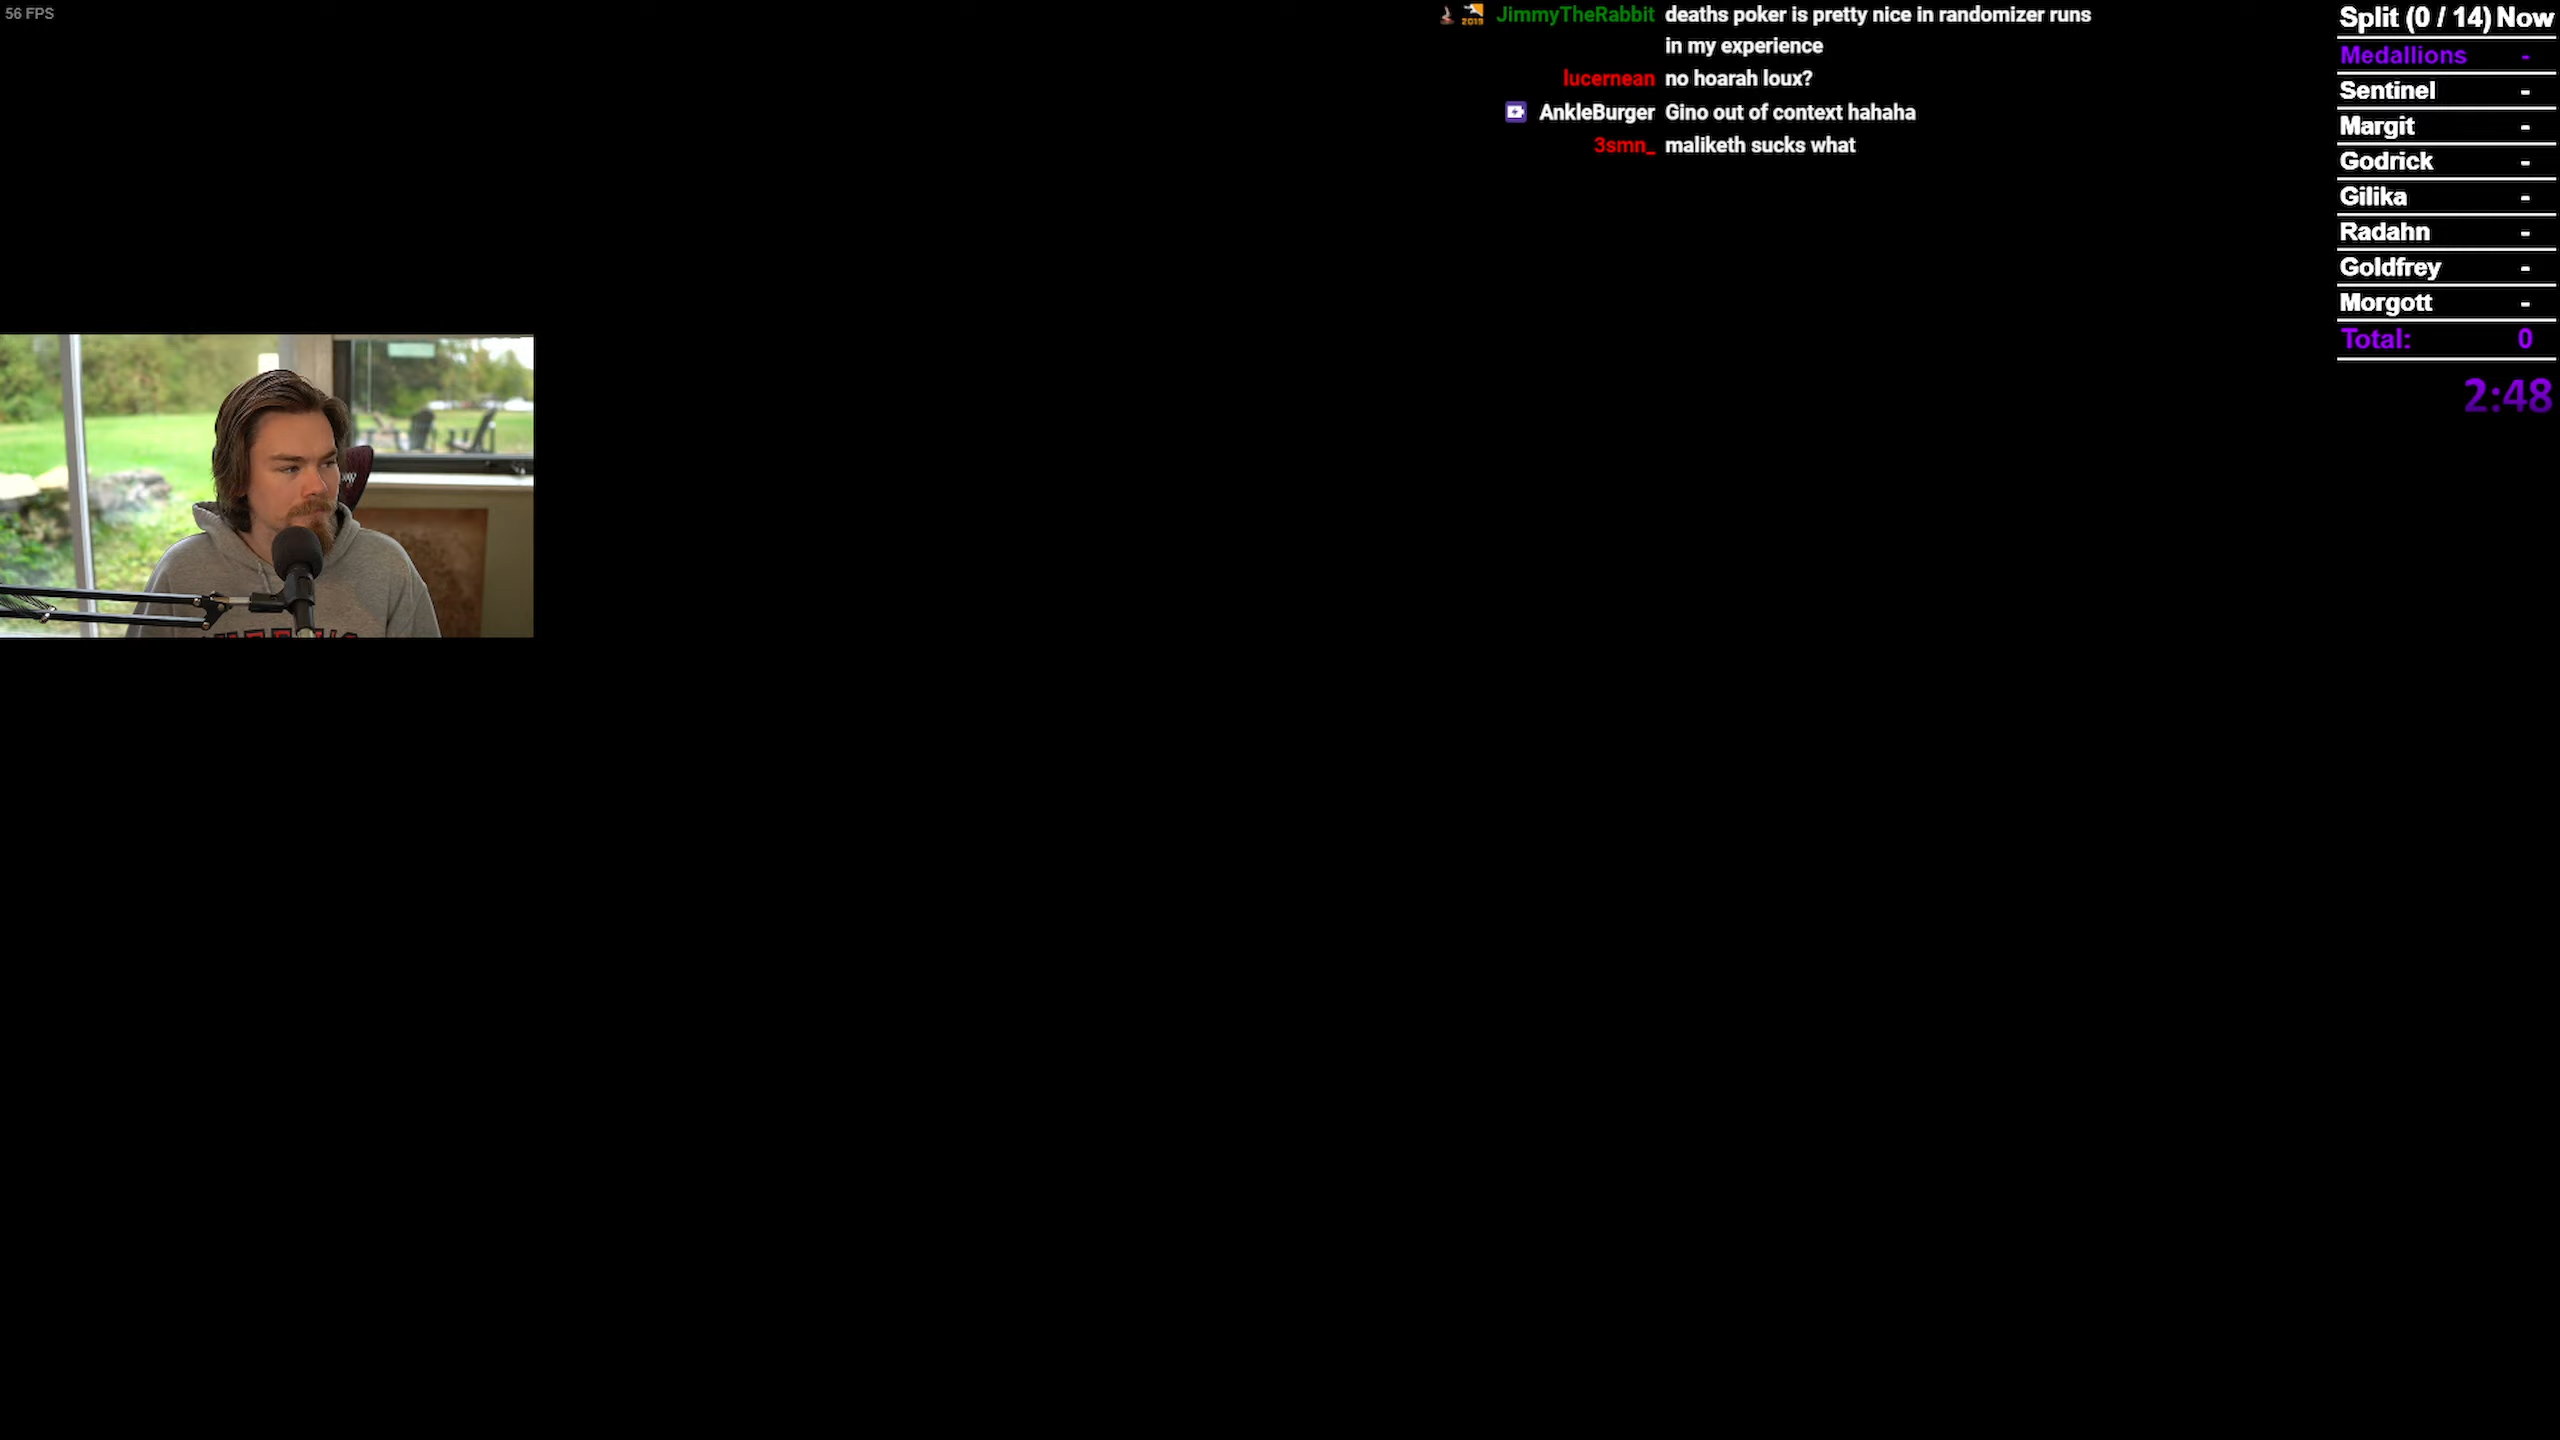 56 FPS
JimmyTheRabbit deaths poker is pretty nice in randomizer runs
in my experience
lucernean no hoarah loux?
AnkleBurger Gino out of context hahaha
3smn_ maliketh sucks what
Split (0 / 14) Now
Medallions -
Sentinel -
Margit -
Godrick -
Gilika -
Radahn -
Goldfrey -
Morgott -
Total: 0
2:48